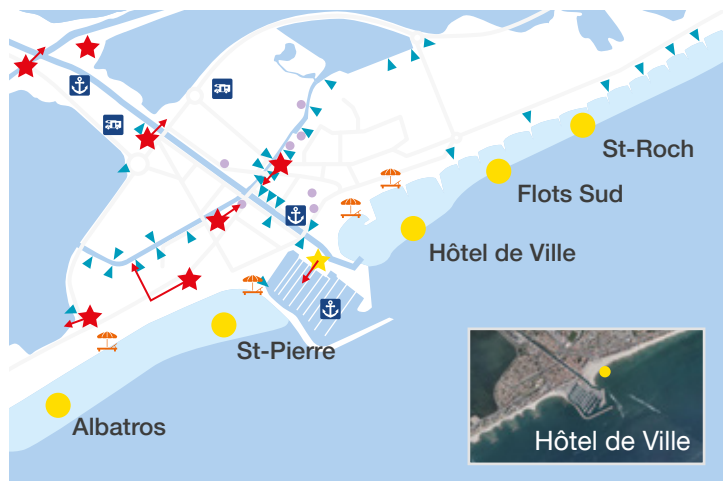 St-Roch
Flots Sud
Hôtel de Ville
St-Pierre
Albatros
Hôtel de Ville